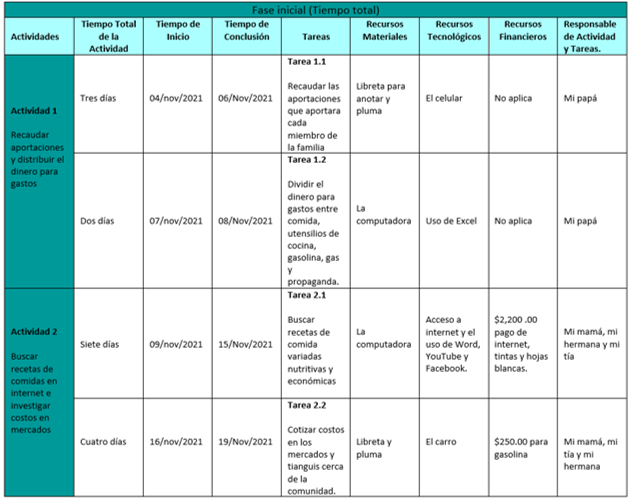 Fase inicial (Tiempo total)
Actividades
Tiempo Total
de la
Actividad
Tiempo de
Inicio
Tiempo de
Conclusión
Tareas
Recursos
Materiales
Recursos
Tecnológicos
Recursos
Financieros
Responsable
de Actividad
y Tareas.
Actividad 1
Recaudar
aportaciones
y distribuir el
dinero para
gastos
Tres días
04/nov/2021
06/Nov/2021
Tarea 1.1
Recaudar las
aportaciones
que aportara
cada
miembro de
la familia
Libreta para
anotar y
pluma
El celular
No aplica
Mi papá
Dos días
07/nov/2021
08/Nov/2021
Tarea 1.2
Dividir el
dinero para
gastos entre
comida,
utensilios de
cocina,
gasolina, gas
y
propaganda.
La
computadora
Uso de Excel
No aplica
Mi papá
Actividad 2
Buscar
recetas de
comidas en
internet e
investigar
costos en
mercados
Siete días
09/nov/2021
15/Nov/2021
Tarea 2.1
Buscar
recetas de
comida
variadas
nutritivas y
económicas
La
computadora
Acceso a
internet y el
uso de Word,
YouTube y
Facebook.
$2,200 .00
pago de
internet,
tintas y hojas
blancas.
Mi mamá, mi
hermana y mi
tía
Cuatro días
16/nov/2021
19/Nov/2021
Tarea 2.2
Cotizar costos
en los
mercados y
tianguis cerca
de la
comunidad.
Libreta y
pluma
El carro
$250.00 para
gasolina
Mi mamá, mi
tía y mi
hermana